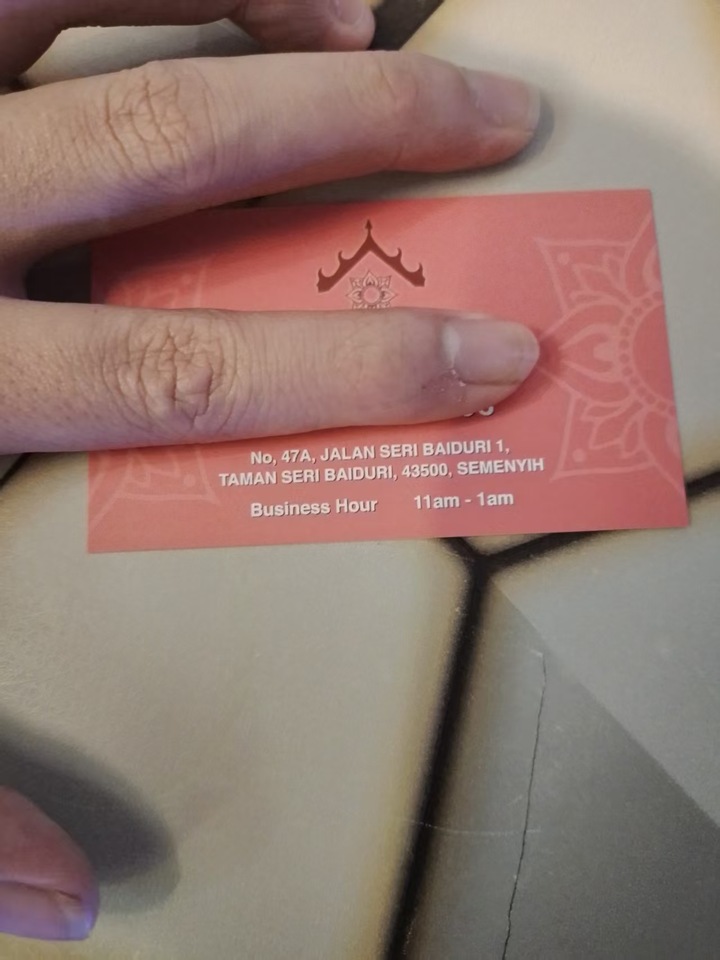 No, 47A, JALAN SERI BAIDURI 1,
TAMAN SERI BAIDURI, 43500, SEMENYIH
Business Hour 11am - 1am